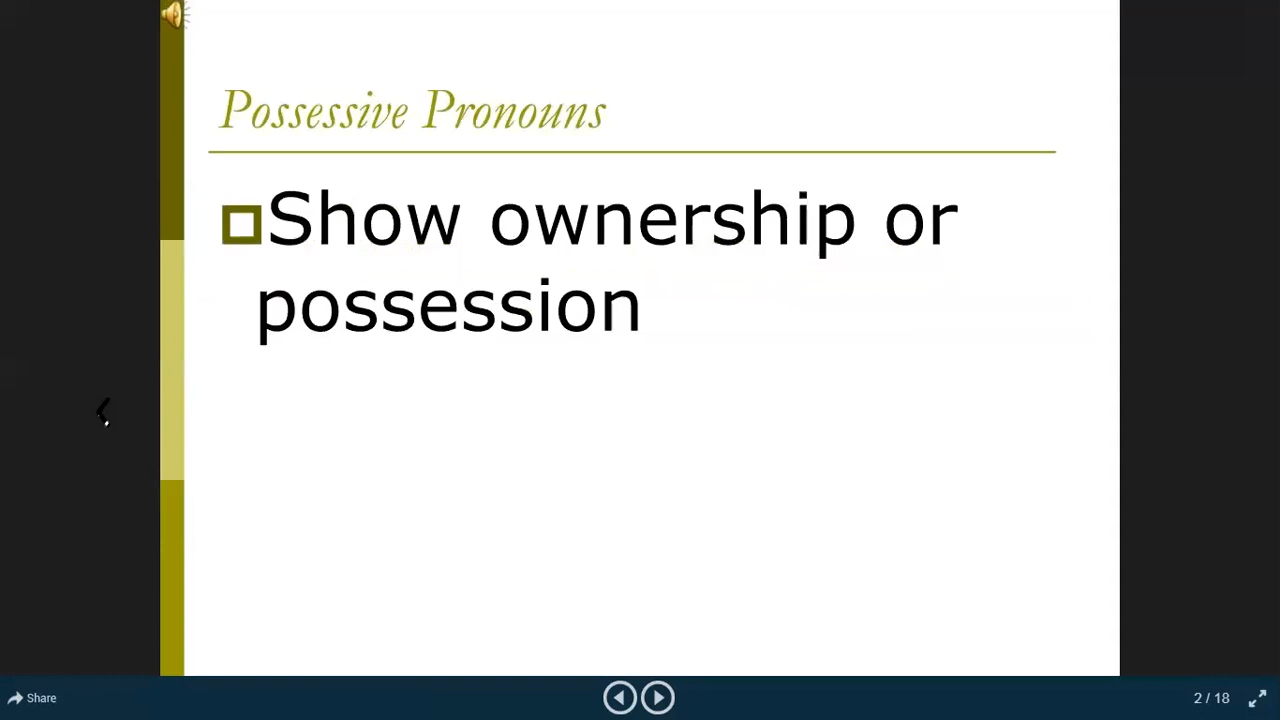 Possessive Pronouns
Show ownership or
possession
Share
2 / 18